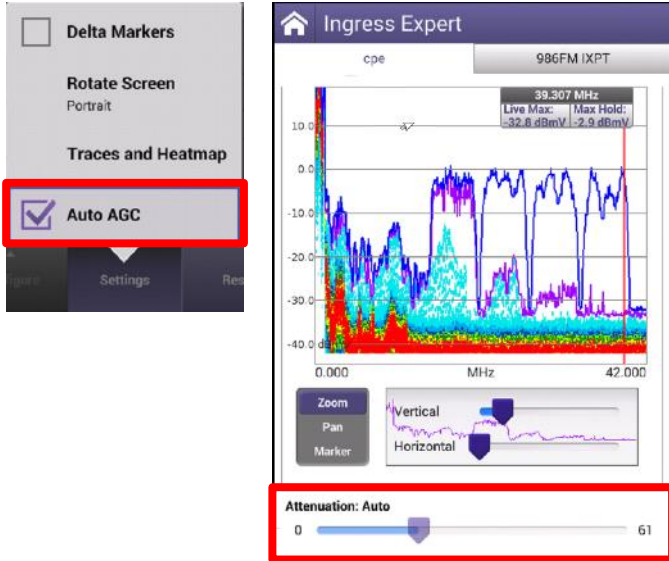 Delta Markers
Rotate Screen
Portrait
Traces and Heatmap
Auto AGC
Settings
Res
Ingress Expert
cpe
986FM IXPT
39.307 MHz
Live Max: Max Hold:
-32.8 dBmV -2.9 dBmV
10.0
0.0
-10.0
-20.0
-30.0
-40.0 d
0.000 MHz 42.000
Zoom
Pan
Marker
Vertical
Horizontal
Attenuation: Auto
0 61